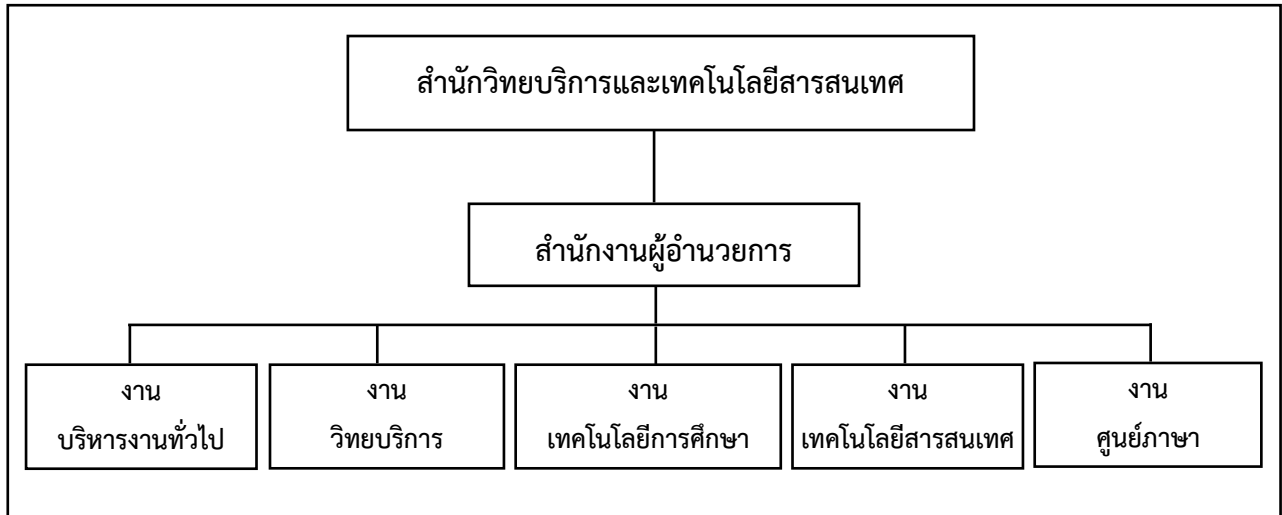 สำนักวิทยบริการและเทคโนโลยีสารสนเทศ
สำนักงานผู้อำนวยการ
งาน
บริหารงานทั่วไป
งาน
วิทยบริการ
งาน
เทคโนโลยีการศึกษา
งาน
เทคโนโลยีสารสนเทศ
งาน
ศูนย์ภาษา